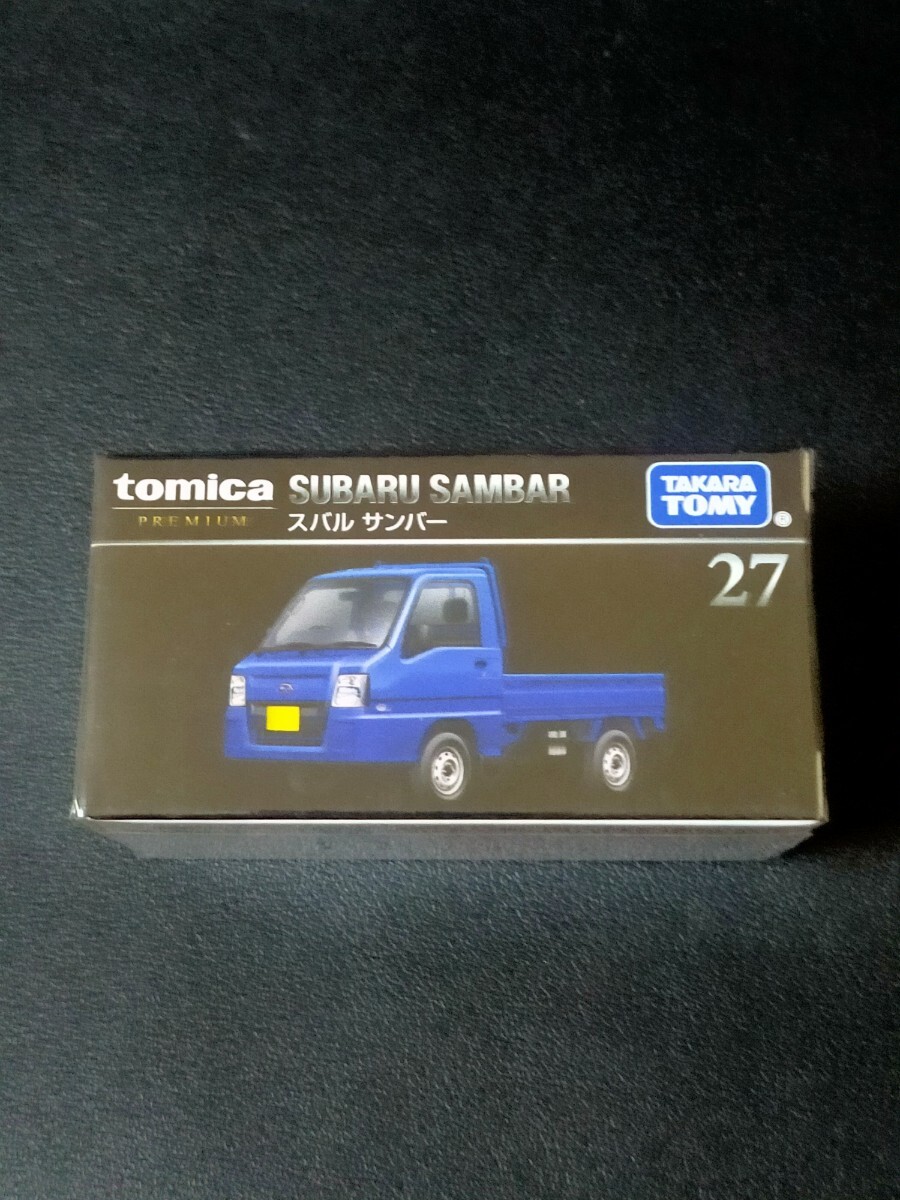 tomica
PREMIUM
SUBARU SAMBAR
スバル サンバー
TAKARA
TOMY
®
27